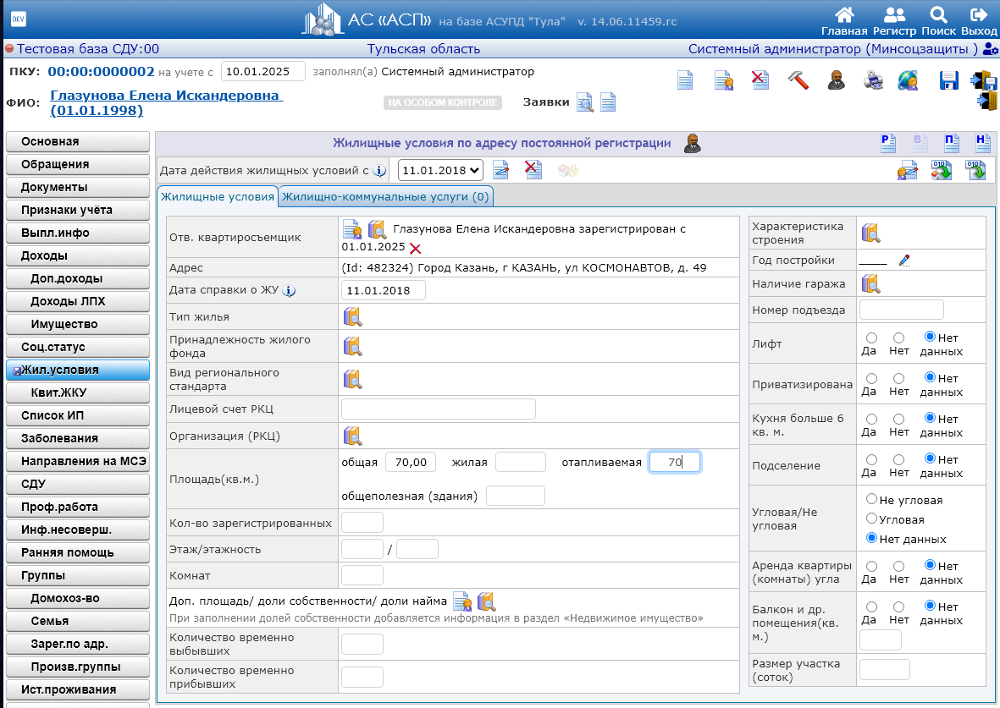 DEV
АС «АСП» на базе АСУПД "Тула" v. 14.06.11459.rc
Главная Регистр Поиск Выход
Тестовая база СДУ:00
Тульская область
Системный администратор (Минсоцзащиты )
ПКУ: 00:00:0000002 на учете с 10.01.2025 заполнял(а) Системный администратор
ФИО: Глазунова Елена Искандеровна
(01.01.1998)
НА ОСОБОМ КОНТРОЛЕ
Заявки
Основная
Обращения
Документы
Признаки учёта
Выпл.инфо
Доходы
Доп.доходы
Доходы ЛПХ
Имущество
Соц.статус
Жил.условия
Квит.ЖКУ
Список ИП
Заболевания
Направления на МСЭ
СДУ
Проф.работа
Инф.несоверш.
Ранняя помощь
Группы
Домохоз-во
Семья
Зарег.по адр.
Произв.группы
Ист.проживания
Жилищные условия по адресу постоянной регистрации
Р В П Н
Дата действия жилищных условий с 11.01.2018
010 010
Жилищные условия
Жилищно-коммунальные услуги (0)
Отв. квартиросъемщик
Глазунова Елена Искандеровна зарегистрирован с
01.01.2025
Адрес
(Id: 482324) Город Казань, г КАЗАНЬ, ул КОСМОНАВТОВ, д. 49
Дата справки о ЖУ
11.01.2018
Тип жилья
Принадлежность жилого
фонда
Вид регионального
стандарта
Лицевой счет РКЦ
Организация (РКЦ)
Площадь(кв.м.)
общая 70,00 жилая отапливаемая 70
общеполезная (здания)
Кол-во зарегистрированных
Этаж/этажность
/
Комнат
Доп. площадь/ доли собственности/ доли найма
При заполнении долей собственности добавляется информация в раздел «Недвижимое имущество»
Количество временно
выбывших
Количество временно
прибывших
Характеристика
строения
Год постройки
_____
Наличие гаража
Номер подъезда
Лифт
Да Нет Нет данных
Приватизирована
Да Нет Нет данных
Кухня больше 6
кв. м.
Да Нет Нет данных
Подселение
Да Нет Нет данных
Угловая/Не
угловая
Не угловая
Угловая
Нет данных
Аренда квартиры
(комнаты) угла
Да Нет Нет данных
Балкон и др.
помещения(кв.
м.)
Да Нет Нет данных
Размер участка
(соток)